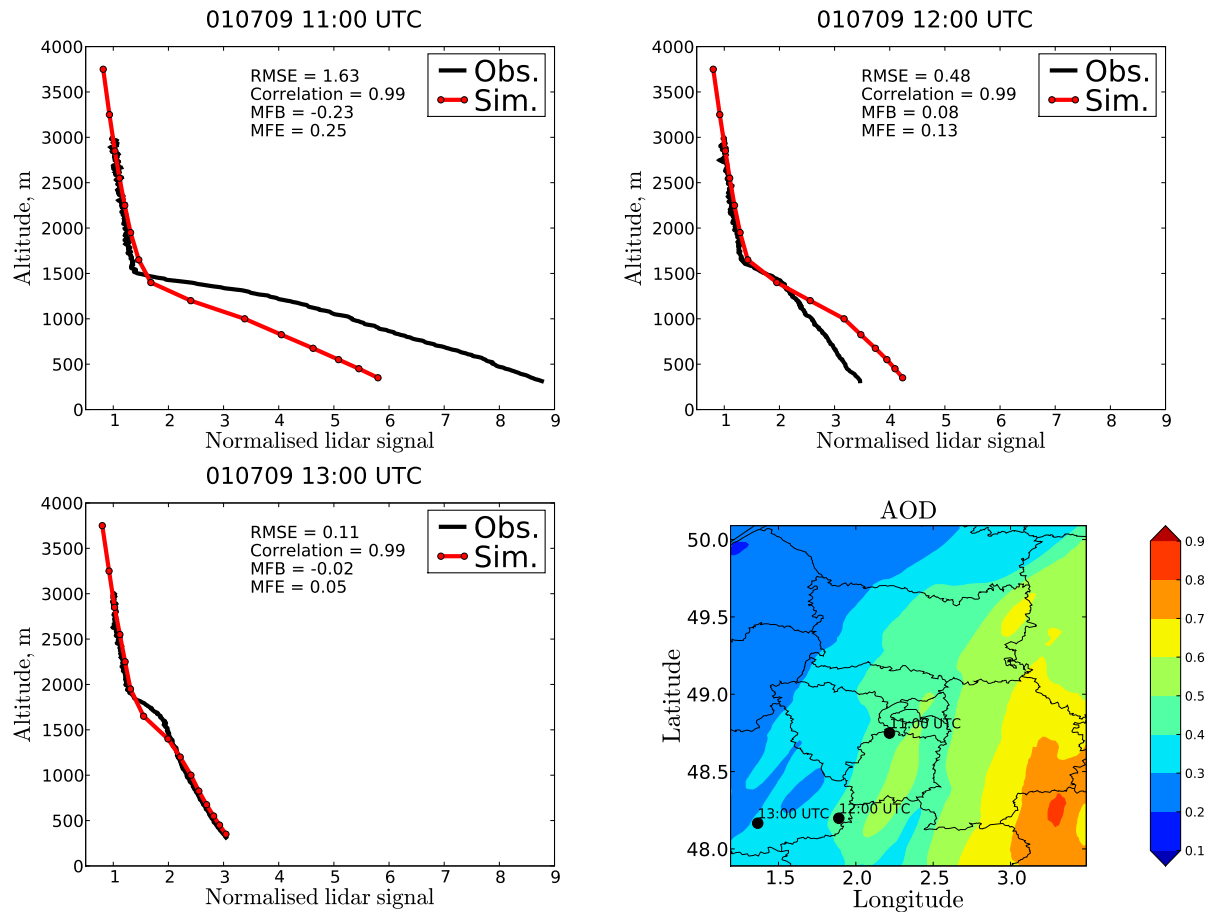 010709 11:00 UTC
4000
3500
3000
2500
2000
1500
1000
500
0
Altitude, m
RMSE = 1.63
Correlation = 0.99
MFB = -0.23
MFE = 0.25
Obs.
Sim.
1 2 3 4 5 6 7 8 9
Normalised lidar signal
010709 12:00 UTC
4000
3500
3000
2500
2000
1500
1000
500
0
Altitude, m
RMSE = 0.48
Correlation = 0.99
MFB = 0.08
MFE = 0.13
Obs.
Sim.
1 2 3 4 5 6 7 8 9
Normalised lidar signal
010709 13:00 UTC
4000
3500
3000
2500
2000
1500
1000
500
0
Altitude, m
RMSE = 0.11
Correlation = 0.99
MFB = -0.02
MFE = 0.05
Obs.
Sim.
1 2 3 4 5 6 7 8 9
Normalised lidar signal
AOD
50.0
49.5
49.0
48.5
48.0
Latitude
11:00 UTC
13:00 UTC
12:00 UTC
1.5 2.0 2.5 3.0
Longitude
0.9
0.8
0.7
0.6
0.5
0.4
0.3
0.2
0.1